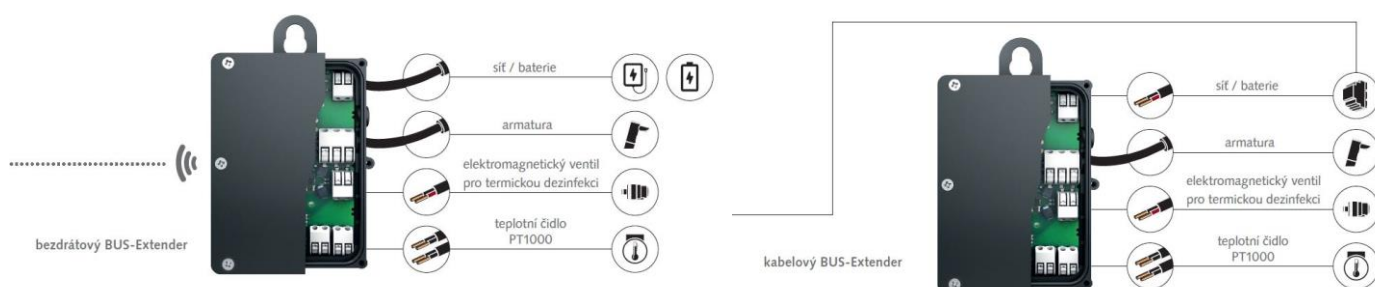 síť / baterie
armatura
elektromagnetický ventil
pro termickou dezinfekci
teplotní čidlo
PT1000
bezdrátový BUS-Extender
síť / baterie
armatura
elektromagnetický ventil
pro termickou dezinfekci
teplotní čidlo
PT1000
kabelový BUS-Extender